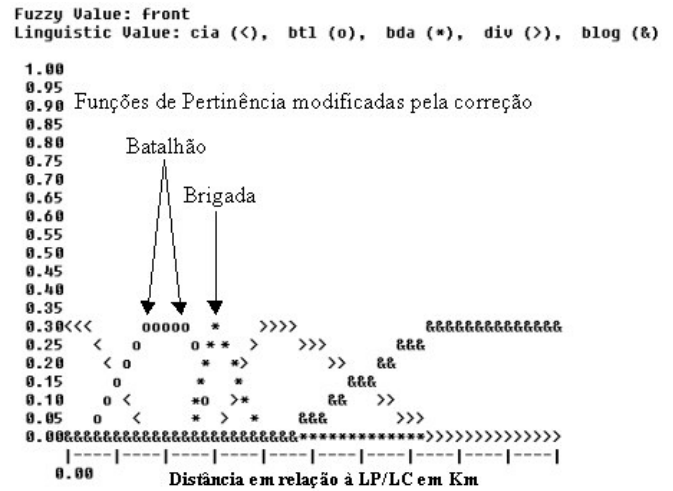 Fuzzy Value: front
Linguistic Value: cia (<), btl (o), bda (*), div (>), blog (&)
1.00
0.95
0.90 Funções de Pertinência modificadas pela correção
0.85
0.80 Batalhão
0.75
0.70
0.65 Brigada
0.60
0.55
0.50
0.45
0.40
0.35
0.30<<< ooooo * >>>> &&&&&&&&&&&&&&
0.25 < o o ** > >>> &&&
0.20 < o * *> >> &&
0.15 o * * &&&
0.10 o < *o >* && >>
0.05 o < * > * &&& >>>
0.00&&&&&&&&&&&&&&&&&&&&&&&&*************>>>>>>>>>>>>>>
|----|----|----|----|----|----|----|----|----|----|
0.00 Distância em relação à LP/LC em Km